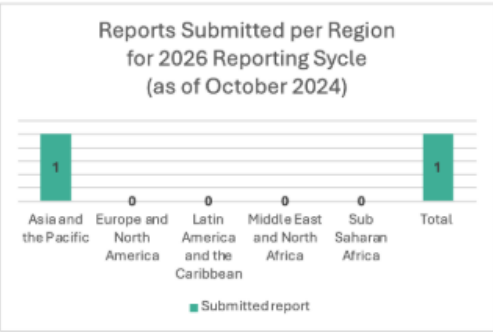 Reports Submitted per Region
for 2026 Reporting Sycle
(as of October 2024)
1
0
0
0
0
1
Asia and
the Pacific
Europe and
North
America
Latin
America
and the
Caribbean
Middle East
and North
Africa
Sub
Saharan
Africa
Total
Submitted report